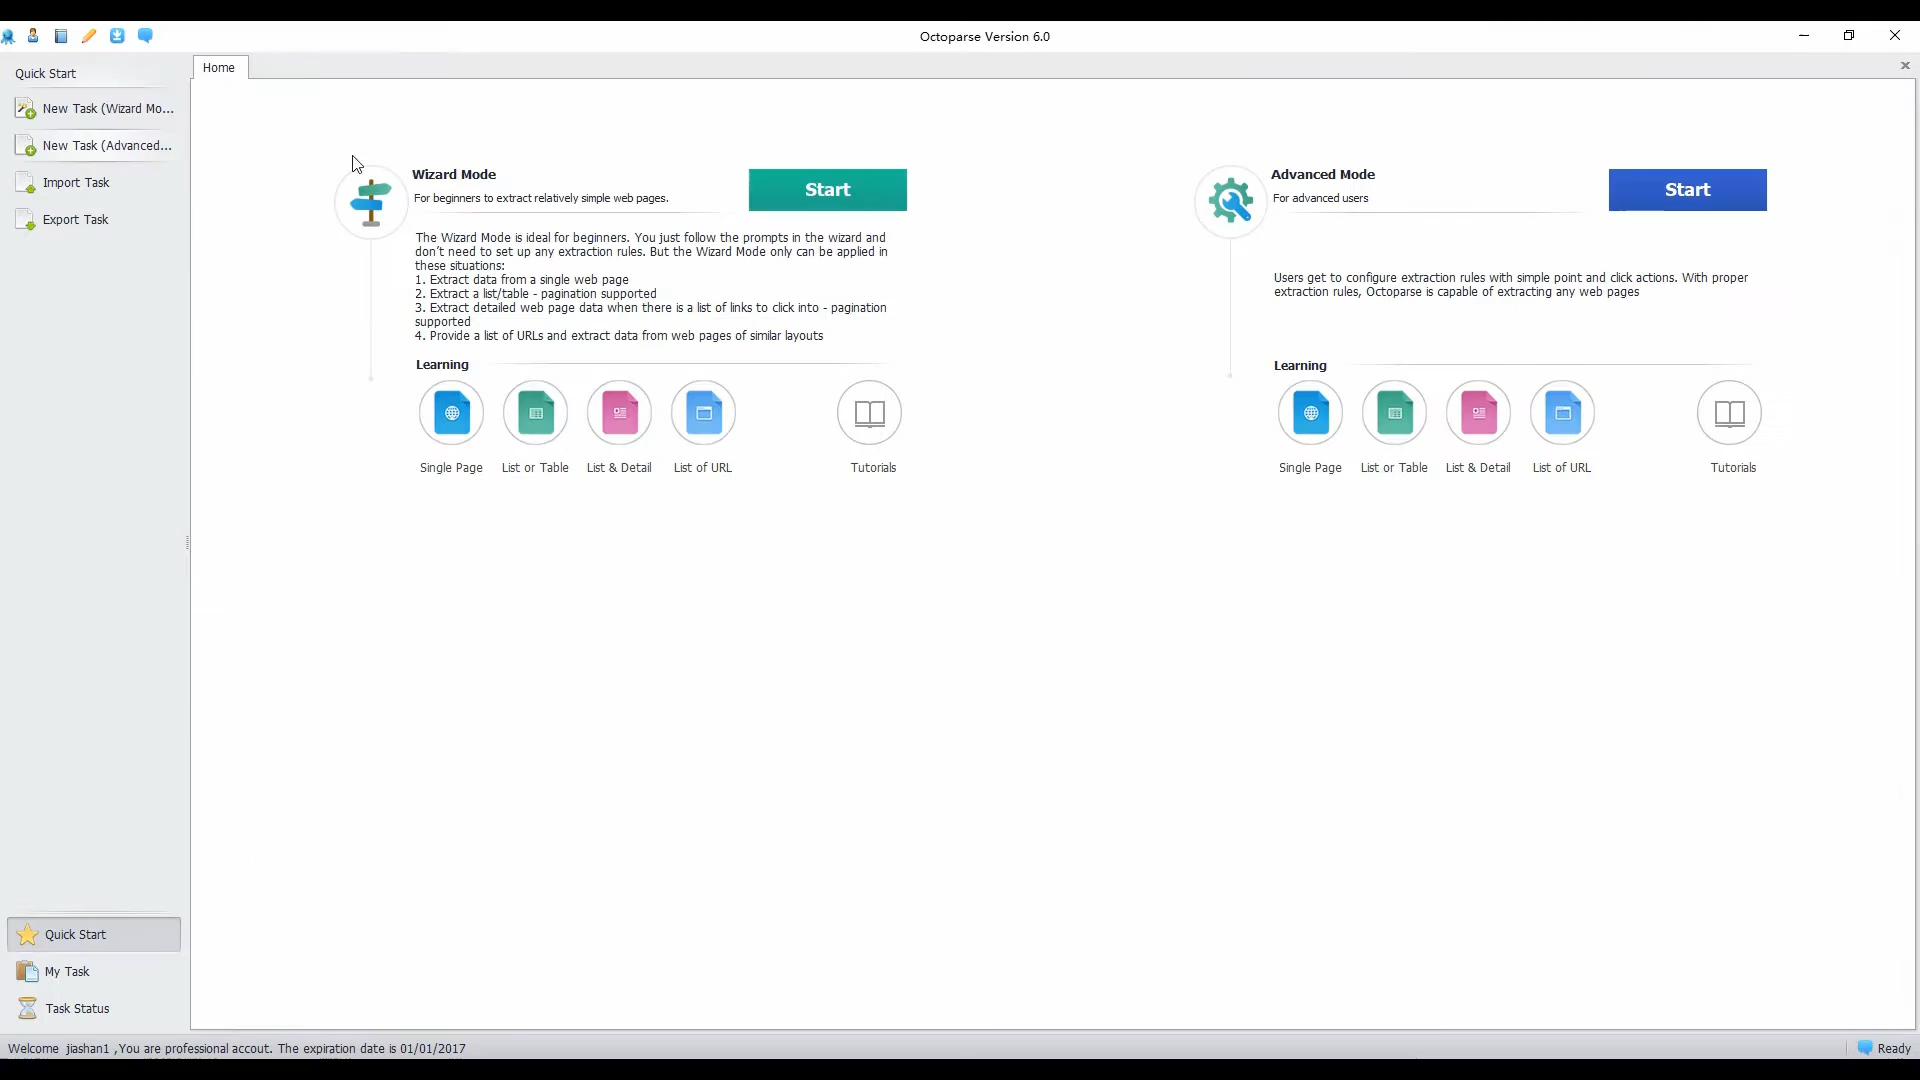 Octoparse Version 6.0
Quick Start
New Task (Wizard Mo...
New Task (Advanced...
Import Task
Export Task
Home
Wizard Mode
For beginners to extract relatively simple web pages.
Start
The Wizard Mode is ideal for beginners. You just follow the prompts in the wizard and
don't need to set up any extraction rules. But the Wizard Mode only can be applied in
these situations:
1. Extract data from a single web page
2. Extract a list/table - pagination supported
3. Extract detailed web page data when there is a list of links to click into - pagination
supported
4. Provide a list of URLs and extract data from web pages of similar layouts
Learning
Single Page
List or Table
List & Detail
List of URL
Tutorials
Advanced Mode
For advanced users
Start
Users get to configure extraction rules with simple point and click actions. With proper
extraction rules, Octoparse is capable of extracting any web pages
Learning
Single Page
List or Table
List & Detail
List of URL
Tutorials
Quick Start
My Task
Task Status
Welcome jiashan1 ,You are professional accout. The expiration date is 01/01/2017
Ready